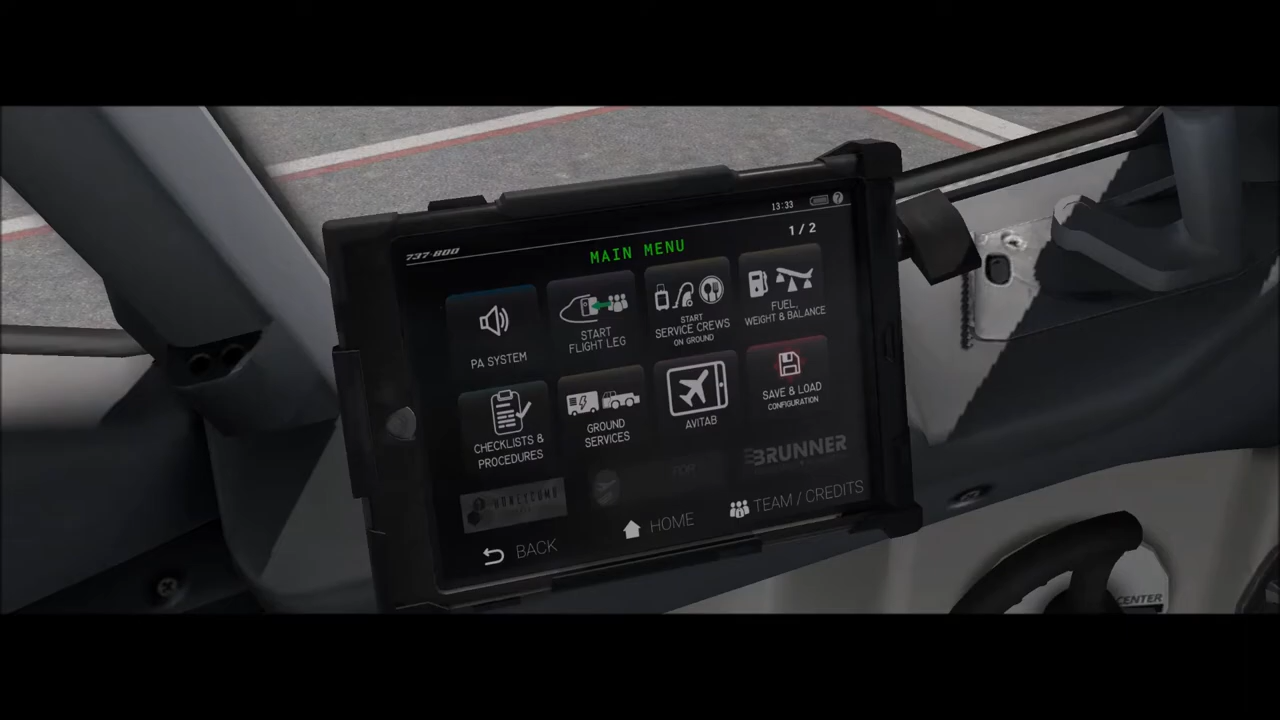 13:33
?
737-800
MAIN MENU
1 / 2
PA SYSTEM
START
FLIGHT LEG
START
SERVICE CREWS
ON GROUND
FUEL,
WEIGHT & BALANCE
CHECKLISTS &
PROCEDURES
GROUND
SERVICES
AVITAB
SAVE & LOAD
CONFIGURATION
BRUNNER
BACK
HOME
TEAM / CREDITS
CENTER